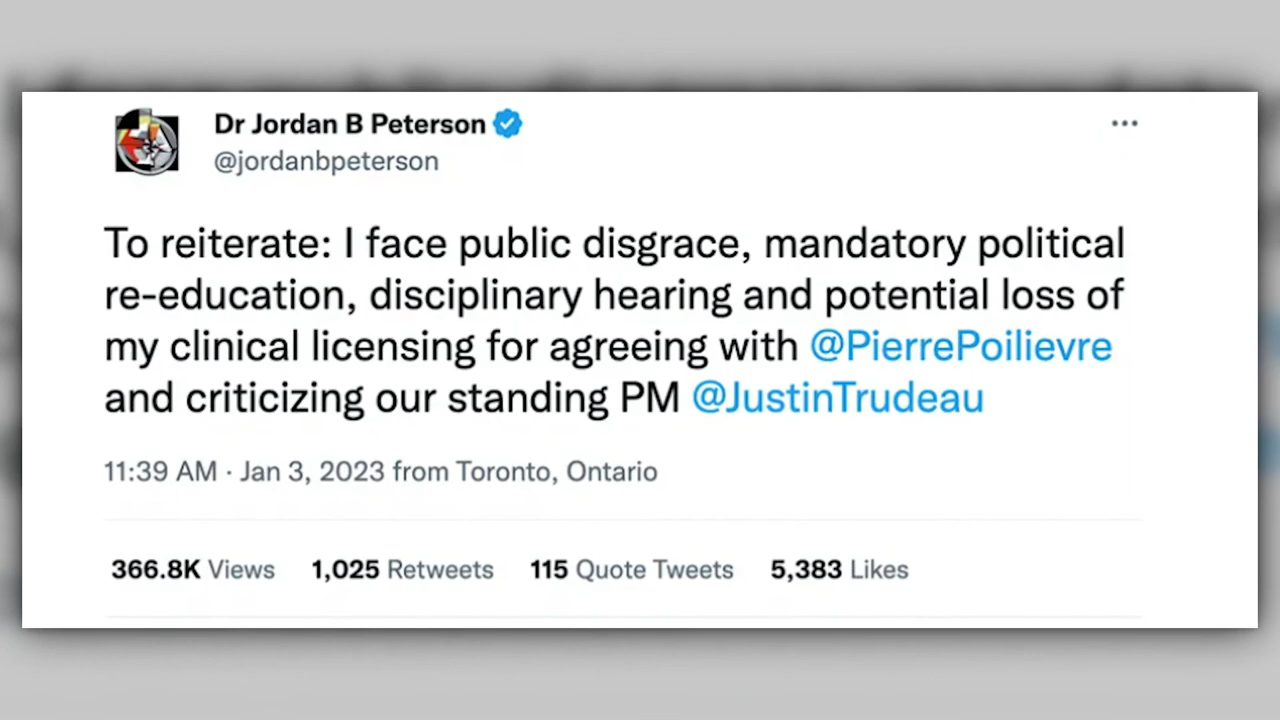 Dr Jordan B Peterson
@jordanbpeterson
To reiterate: I face public disgrace, mandatory political
re-education, disciplinary hearing and potential loss of
my clinical licensing for agreeing with @PierrePoilievre
and criticizing our standing PM @JustinTrudeau
11:39 AM · Jan 3, 2023 from Toronto, Ontario
366.8K Views 1,025 Retweets 115 Quote Tweets 5,383 Likes